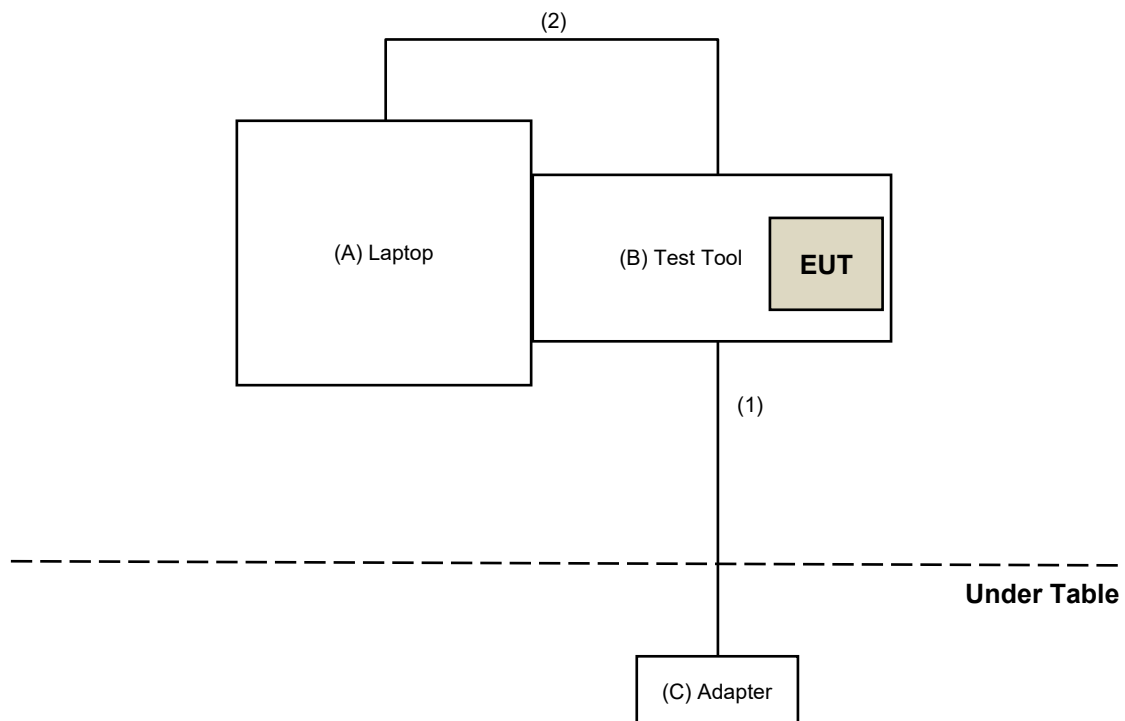 (2)
(A) Laptop
(B) Test Tool
EUT
(1)
Under Table
(C) Adapter